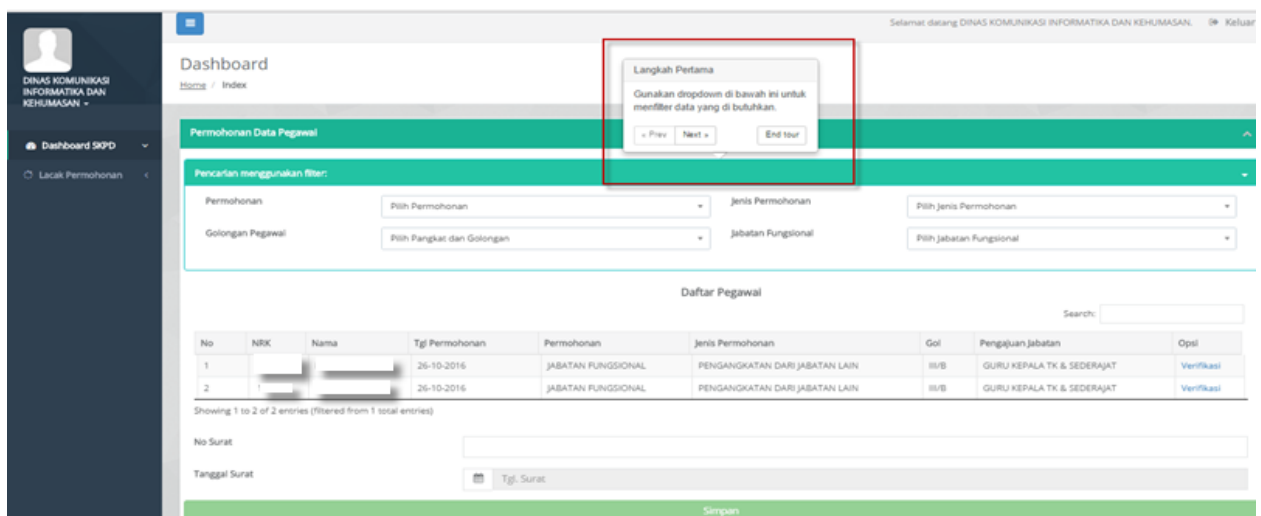 Selamat datang DINAS KOMUNIKASI INFORMATIKA DAN KEHUMASAN. Keluar
DINAS KOMUNIKASI
INFORMATIKA DAN
KEHUMASAN
Dashboard SKPD
Lacak Permohonan
Dashboard
Home / Index
Langkah Pertama
Gunakan dropdown di bawah ini untuk
menfilter data yang di butuhkan.
« Prev Next » End tour
Permohonan Data Pegawai
Pencarian menggunakan filter:
Permohonan Pilih Permohonan Jenis Permohonan Pilih Jenis Permohonan
Golongan Pegawai Pilih Pangkat dan Golongan Jabatan Fungsional Pilih Jabatan Fungsional
Daftar Pegawai
Search:
No NRK Nama Tgl Permohonan Permohonan Jenis Permohonan Gol Pengajuan Jabatan Opsi
1 26-10-2016 JABATAN FUNGSIONAL PENGANGKATAN DARI JABATAN LAIN III/B GURU KEPALA TK & SEDERAJAT Verifikasi
2 26-10-2016 JABATAN FUNGSIONAL PENGANGKATAN DARI JABATAN LAIN III/B GURU KEPALA TK & SEDERAJAT Verifikasi
Showing 1 to 2 of 2 entries (filtered from 1 total entries)
No Surat
Tanggal Surat Tgl. Surat
Simpan